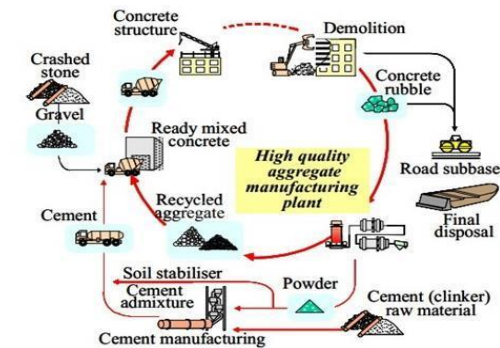 Concrete
structure
Demolition
Crashed
stone
Gravel
Concrete
rubble
Ready mixed
concrete
High quality
aggregate
manufacturing
plant
Road subbase
Final
disposal
Recycled
aggregate
Cement
Soil stabiliser
Cement
admixture
Powder
Cement (clinker)
raw material
Cement manufacturing